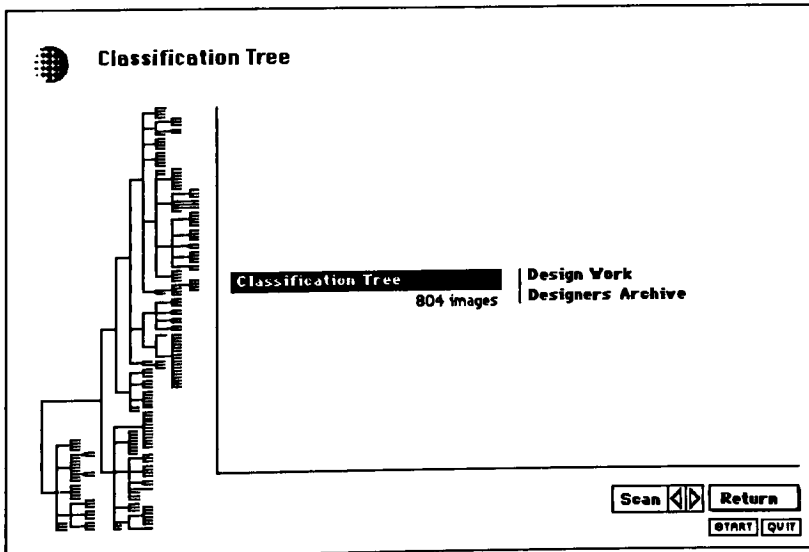 Classification Tree
Classification Tree
804 images
Design Work
Designers Archive
Scan
Return
START
QUIT